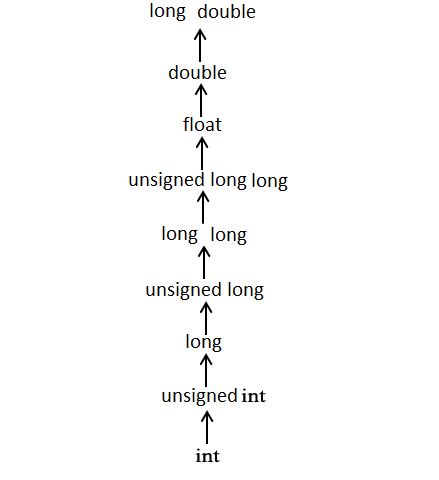 long double
double
float
unsigned long long
long long
unsigned long
long
unsigned int
int